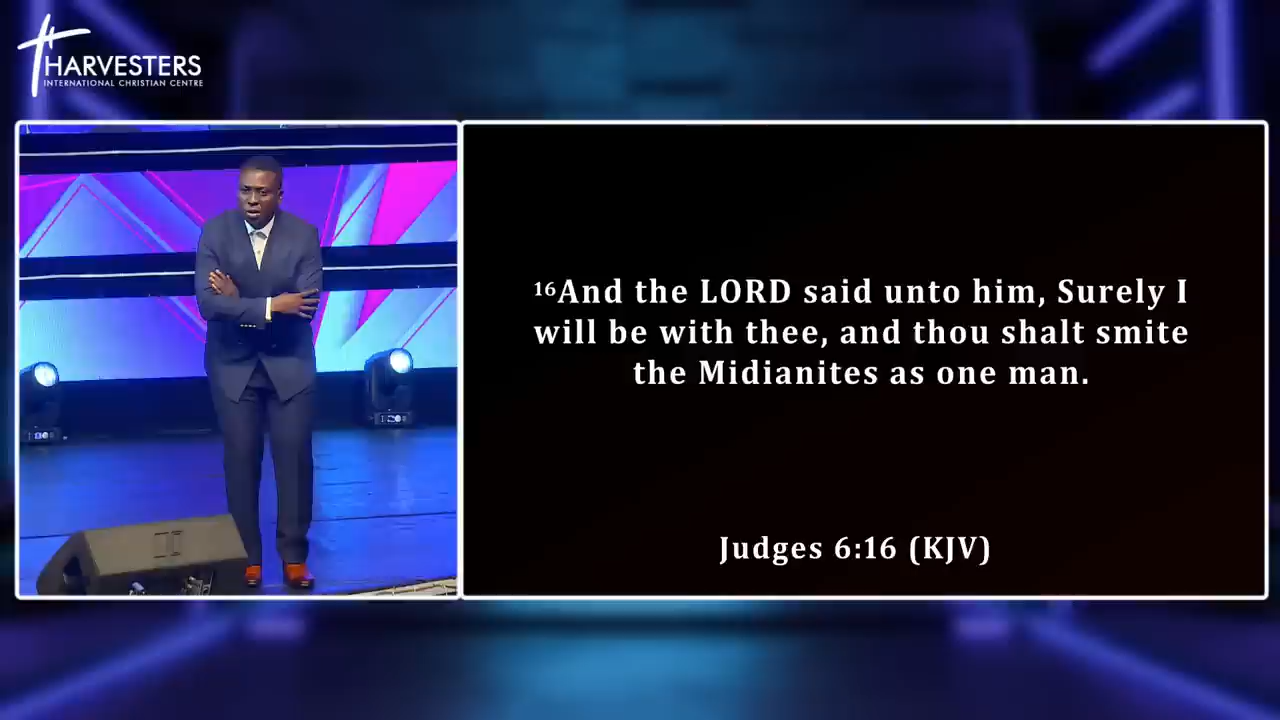 HARVESTERS
INTERNATIONAL CHRISTIAN CENTRE
¹⁶And the LORD said unto him, Surely I
will be with thee, and thou shalt smite
the Midianites as one man.
Judges 6:16 (KJV)